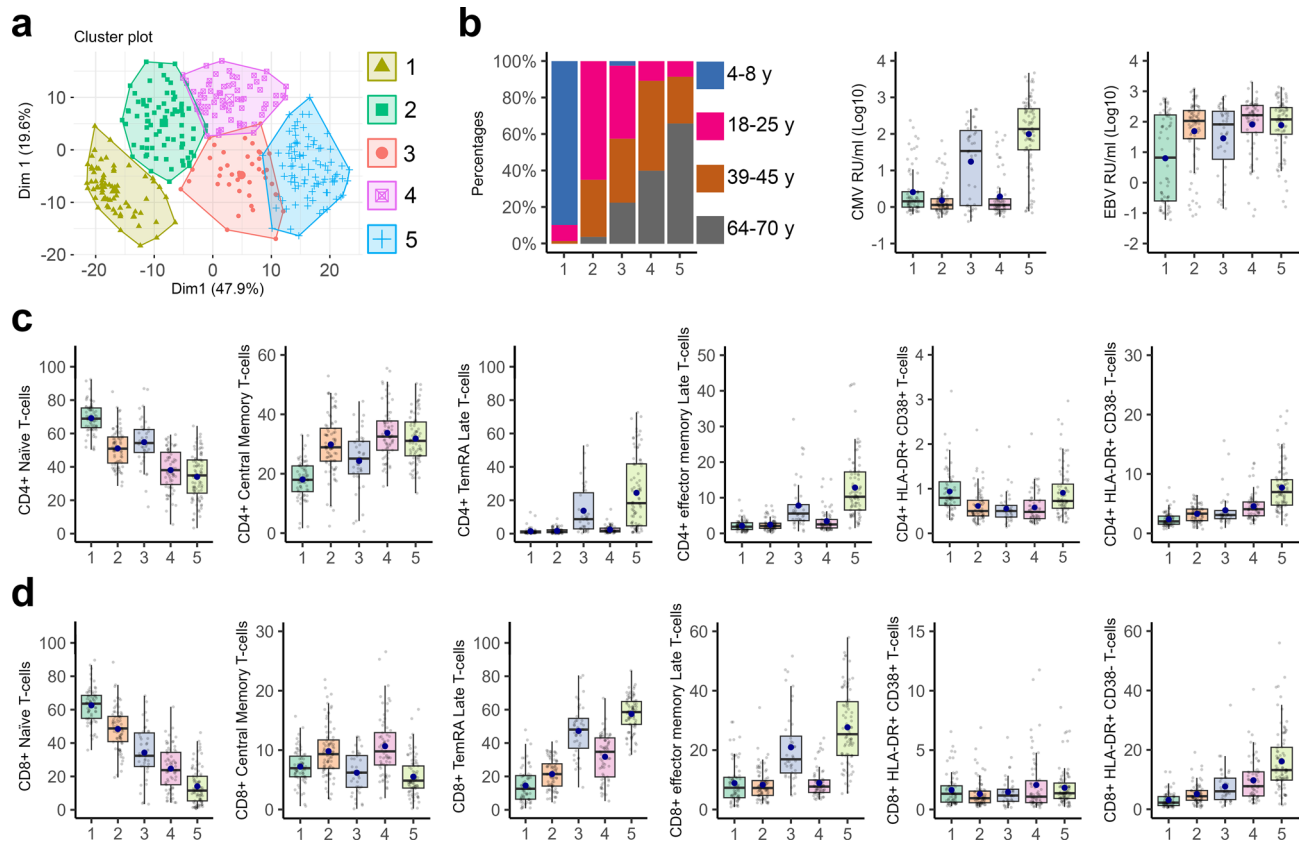 a
Cluster plot
Dim 1 (19.6%)
10
0
-10
-20
-20
-10
0
10
20
Dim1 (47.9%)
1
2
3
4
5
b
Percentages
100%
80%
60%
40%
20%
0%
1 2 3 4 5
4-8 y
18-25 y
39-45 y
64-70 y
CMV RU/ml (Log10)
4
3
2
1
0
-1
1 2 3 4 5
EBV RU/ml (Log10)
4
3
2
1
0
-1
-2
1 2 3 4 5
c
CD4+ Naïve T-cells
100
80
60
40
20
0
1 2 3 4 5
CD4+ Central Memory T-cells
60
40
20
0
1 2 3 4 5
CD4+ TemRA Late T-cells
100
80
60
40
20
0
1 2 3 4 5
CD4+ effector memory Late T-cells
50
40
30
20
10
0
1 2 3 4 5
CD4+ HLA-DR+ CD38+ T-cells
4
3
2
1
0
1 2 3 4 5
CD4+ HLA-DR+ CD38- T-cells
30
20
10
0
1 2 3 4 5
d
CD8+ Naïve T-cells
100
80
60
40
20
0
1 2 3 4 5
CD8+ Central Memory T-cells
30
20
10
0
1 2 3 4 5
CD8+ TemRA Late T-cells
100
80
60
40
20
0
1 2 3 4 5
CD8+ effector memory Late T-cells
60
40
20
0
1 2 3 4 5
CD8+ HLA-DR+ CD38+ T-cells
15
10
5
0
1 2 3 4 5
CD8+ HLA-DR+ CD38- T-cells
60
40
20
0
1 2 3 4 5